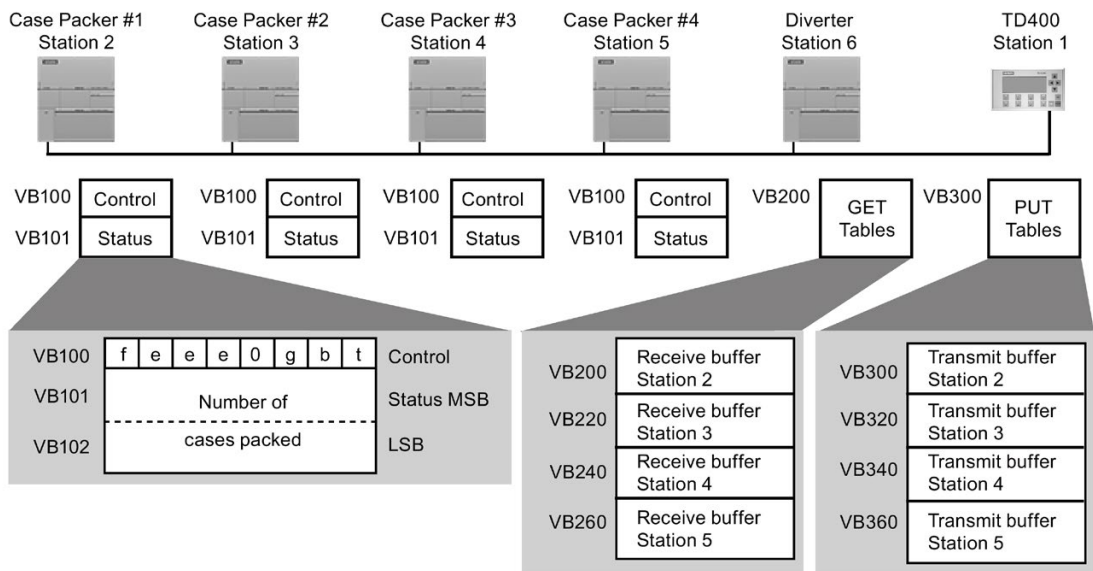 Case Packer #1
Station 2
Case Packer #2
Station 3
Case Packer #3
Station 4
Case Packer #4
Station 5
Diverter
Station 6
TD400
Station 1
VB100 Control
VB101 Status
VB100 Control
VB101 Status
VB100 Control
VB101 Status
VB100 Control
VB101 Status
VB200 GET
Tables
VB300 PUT
Tables
VB100 f e e e 0 g b t Control
VB101 Number of Status MSB
VB102 cases packed LSB
VB200 Receive buffer
Station 2
VB220 Receive buffer
Station 3
VB240 Receive buffer
Station 4
VB260 Receive buffer
Station 5
VB300 Transmit buffer
Station 2
VB320 Transmit buffer
Station 3
VB340 Transmit buffer
Station 4
VB360 Transmit buffer
Station 5